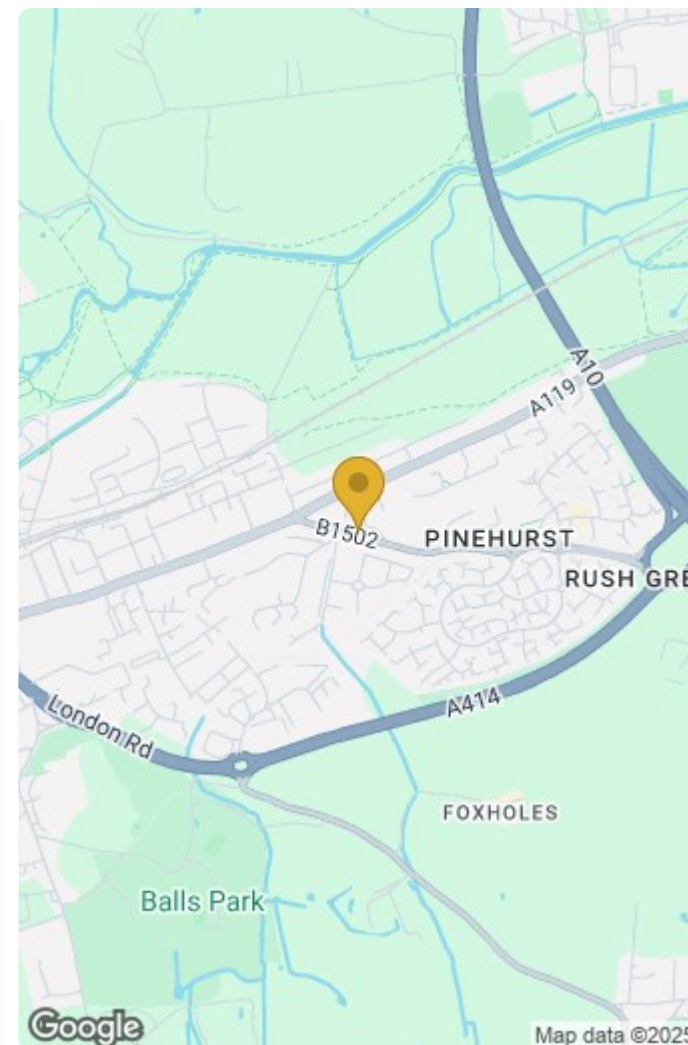 A10
A119
B1502
PINEHURST
RUSH GRE
London Rd
A414
FOXHOLES
Balls Park
Google
Map data ©2025